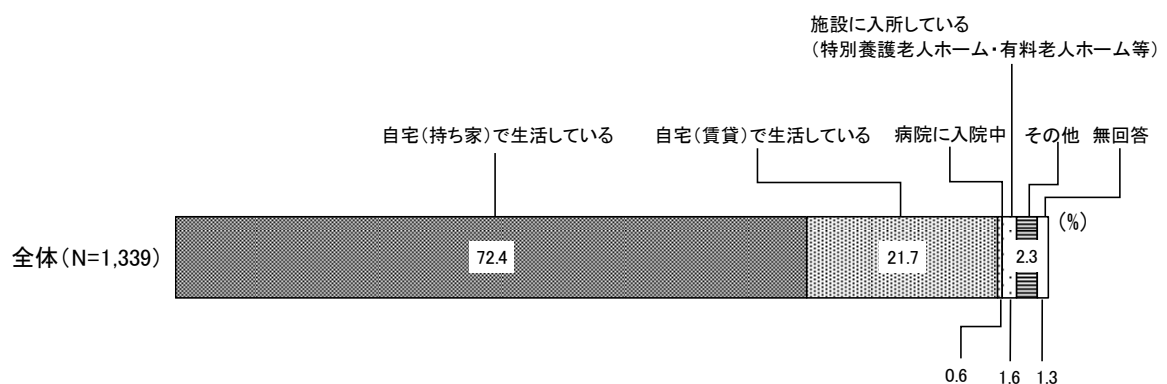 施設に入所している
(特別養護老人ホーム・有料老人ホーム等)
自宅(持ち家)で生活している
自宅(賃貸)で生活している
病院に入院中
その他
無回答
(%)
全体(N=1,339)
72.4
21.7
2.3
0.6
1.6
1.3